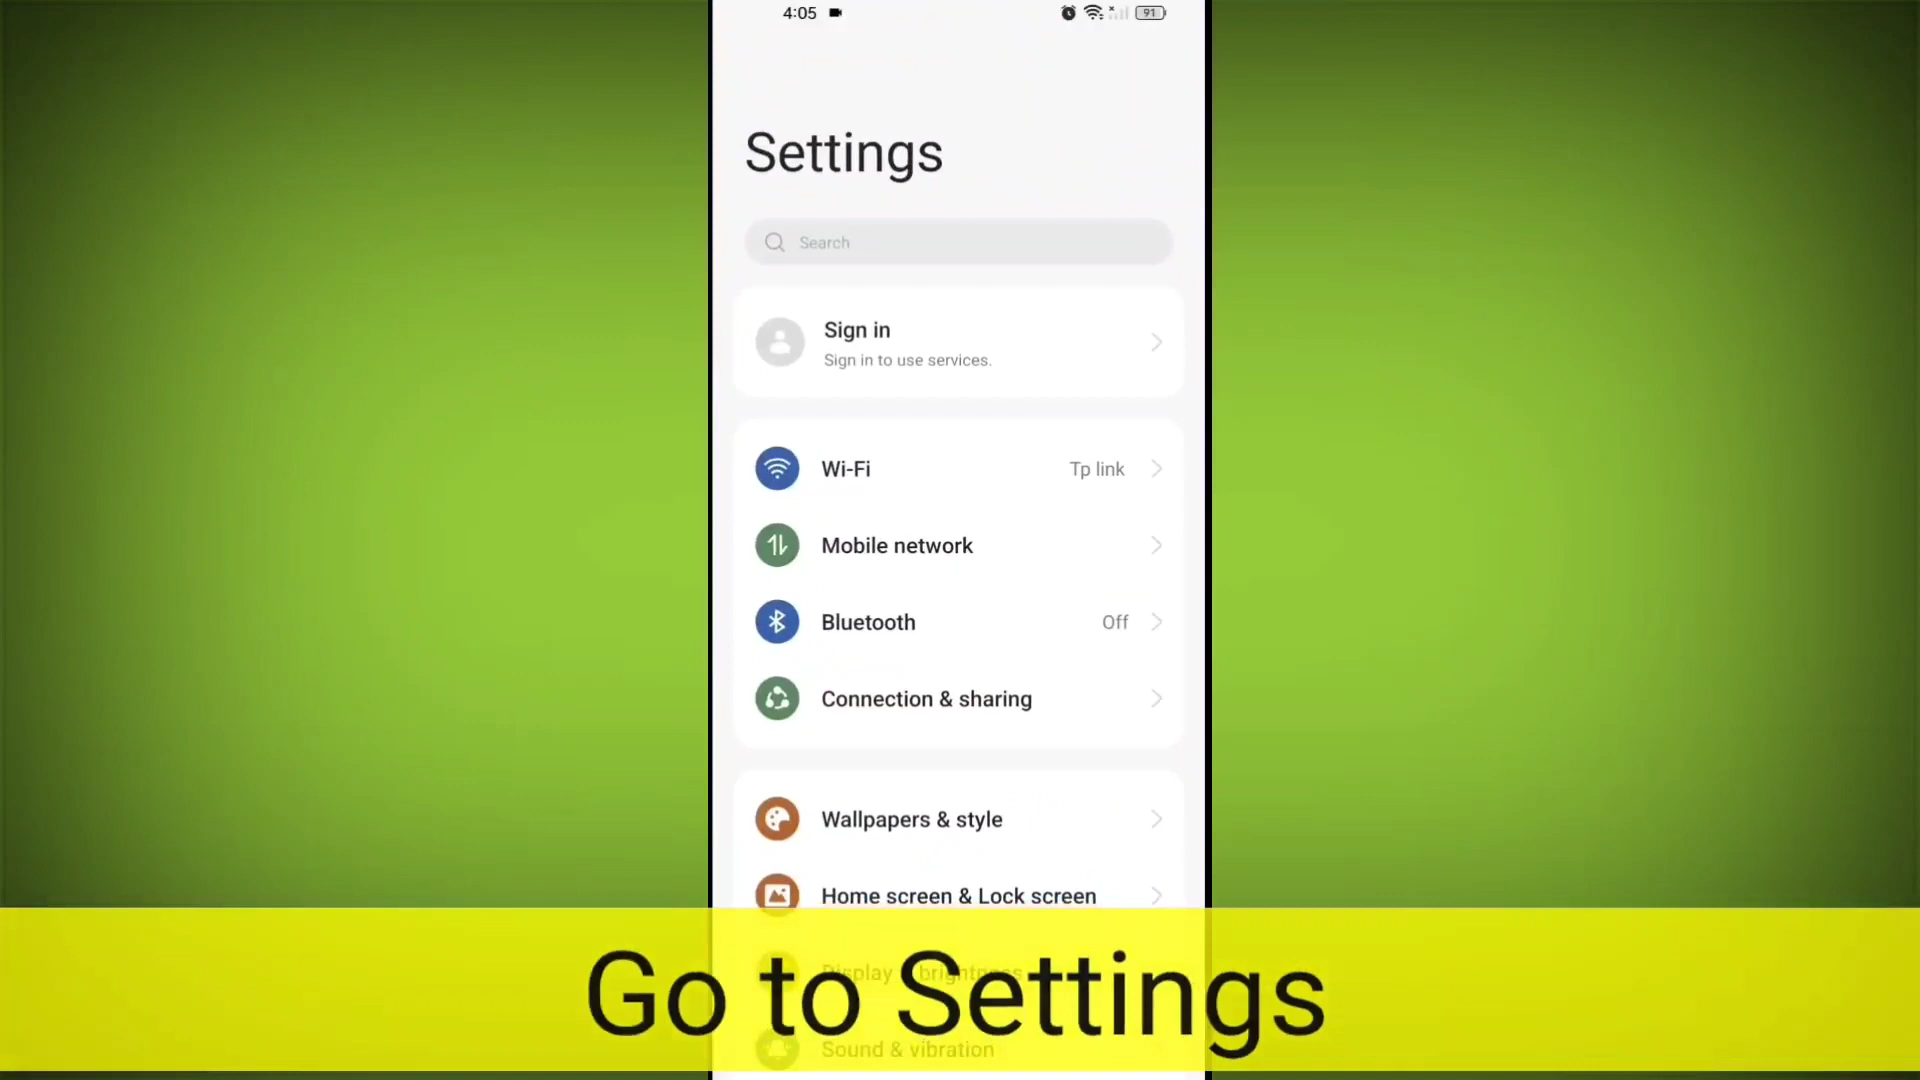 4:05
91
Settings
Search
Sign in
Sign in to use services.
Wi-Fi
Tp link
Mobile network
Bluetooth
Off
Connection & sharing
Wallpapers & style
Home screen & Lock screen
Display & brightness
Go to Settings
Sound & vibration